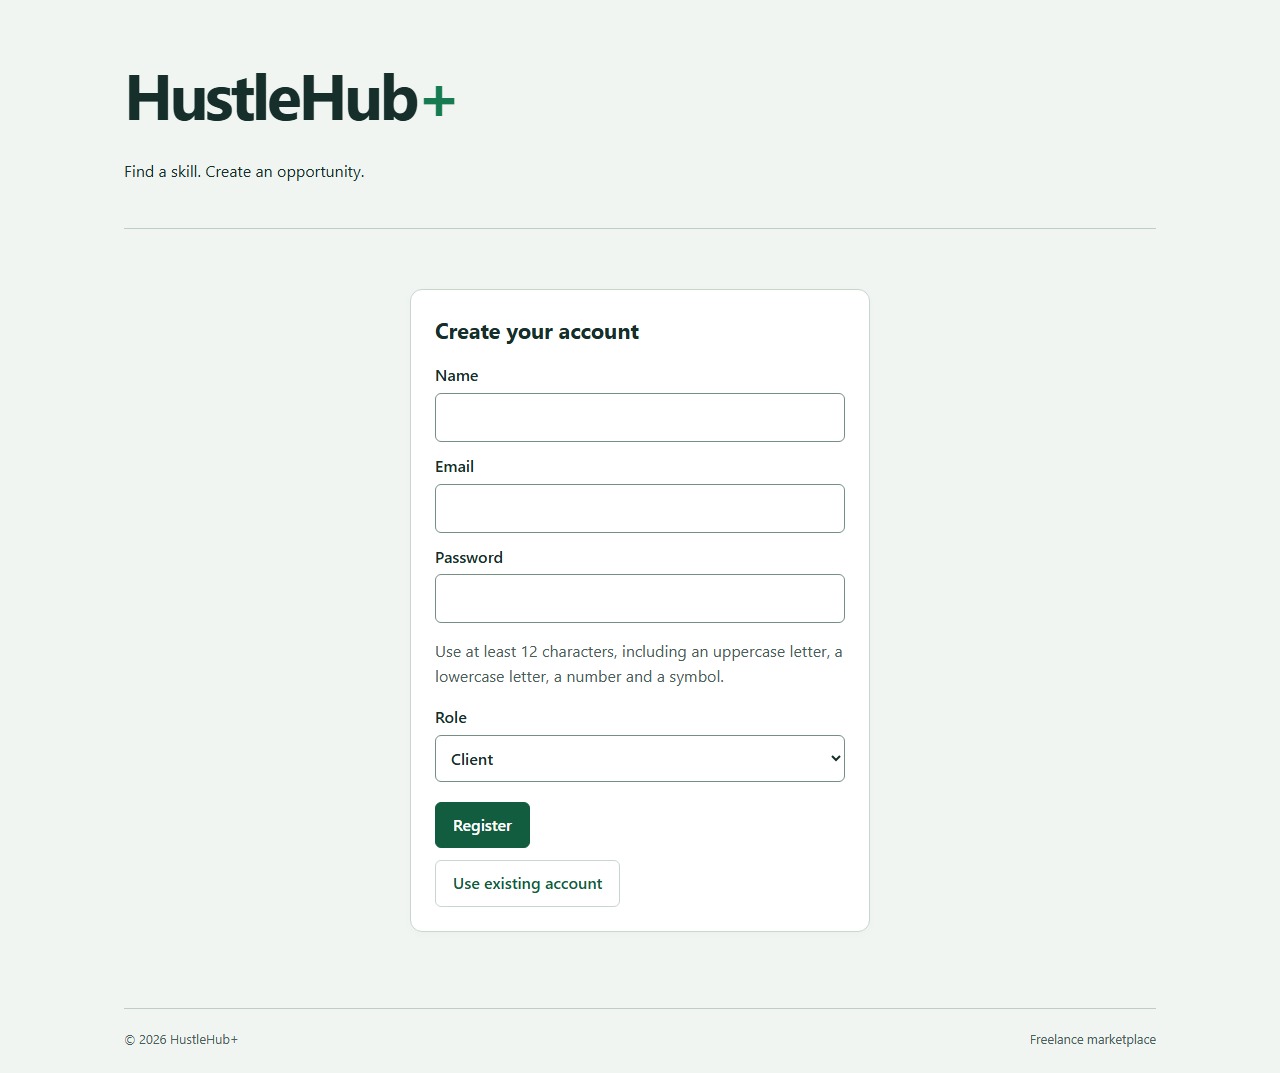 HustleHub+
Find a skill. Create an opportunity.
Create your account
Name
Email
Password
Use at least 12 characters, including an uppercase letter, a
lowercase letter, a number and a symbol.
Role
Client
Register
Use existing account
© 2026 HustleHub+
Freelance marketplace